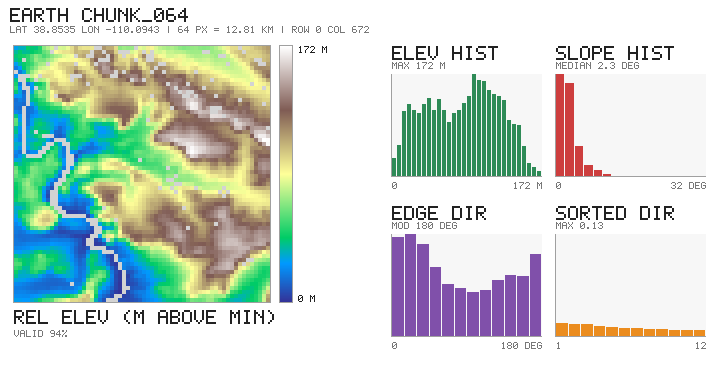 EARTH CHUNK_064
LAT 38.8535 LON -110.0943 | 64 PX = 12.81 KM | ROW 0 COL 672
172 M
0 M
REL ELEV (M ABOVE MIN)
VALID 94%
ELEV HIST
MAX 172 M
0 172 M
SLOPE HIST
MEDIAN 2.3 DEG
0 32 DEG
EDGE DIR
MOD 180 DEG
0 180 DEG
SORTED DIR
MAX 0.13
1 12